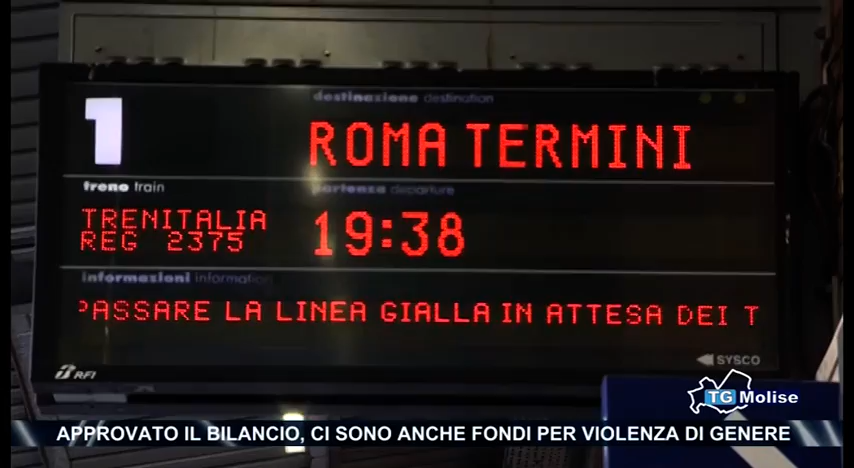 1
destinazione destination
ROMA TERMINI
treno train
partenza departure
TRENITALIA
REG 2375
19:38
informazioni information
PASSARE LA LINEA GIALLA IN ATTESA DEI T
SYSCO
RFI
TG Molise
APPROVATO IL BILANCIO, CI SONO ANCHE FONDI PER VIOLENZA DI GENERE